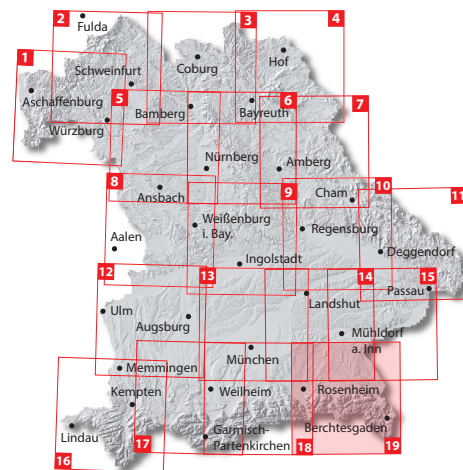 2
3
4
Fulda
Coburg
Hof
1
Schweinfurt
Aschaffenburg
5
6
7
Bamberg
Bayreuth
Würzburg
Nürnberg
Amberg
8
9
10
Ansbach
Cham
11
Weißenburg
i. Bay.
Regensburg
Aalen
Deggendorf
Ingolstadt
12
13
14
15
Passau
Landshut
Ulm
Augsburg
Mühldorf
a. Inn
München
Memmingen
Kempten
Weilheim
Rosenheim
Lindau
Garmisch-
Partenkirchen
Berchtesgaden
16
17
18
19